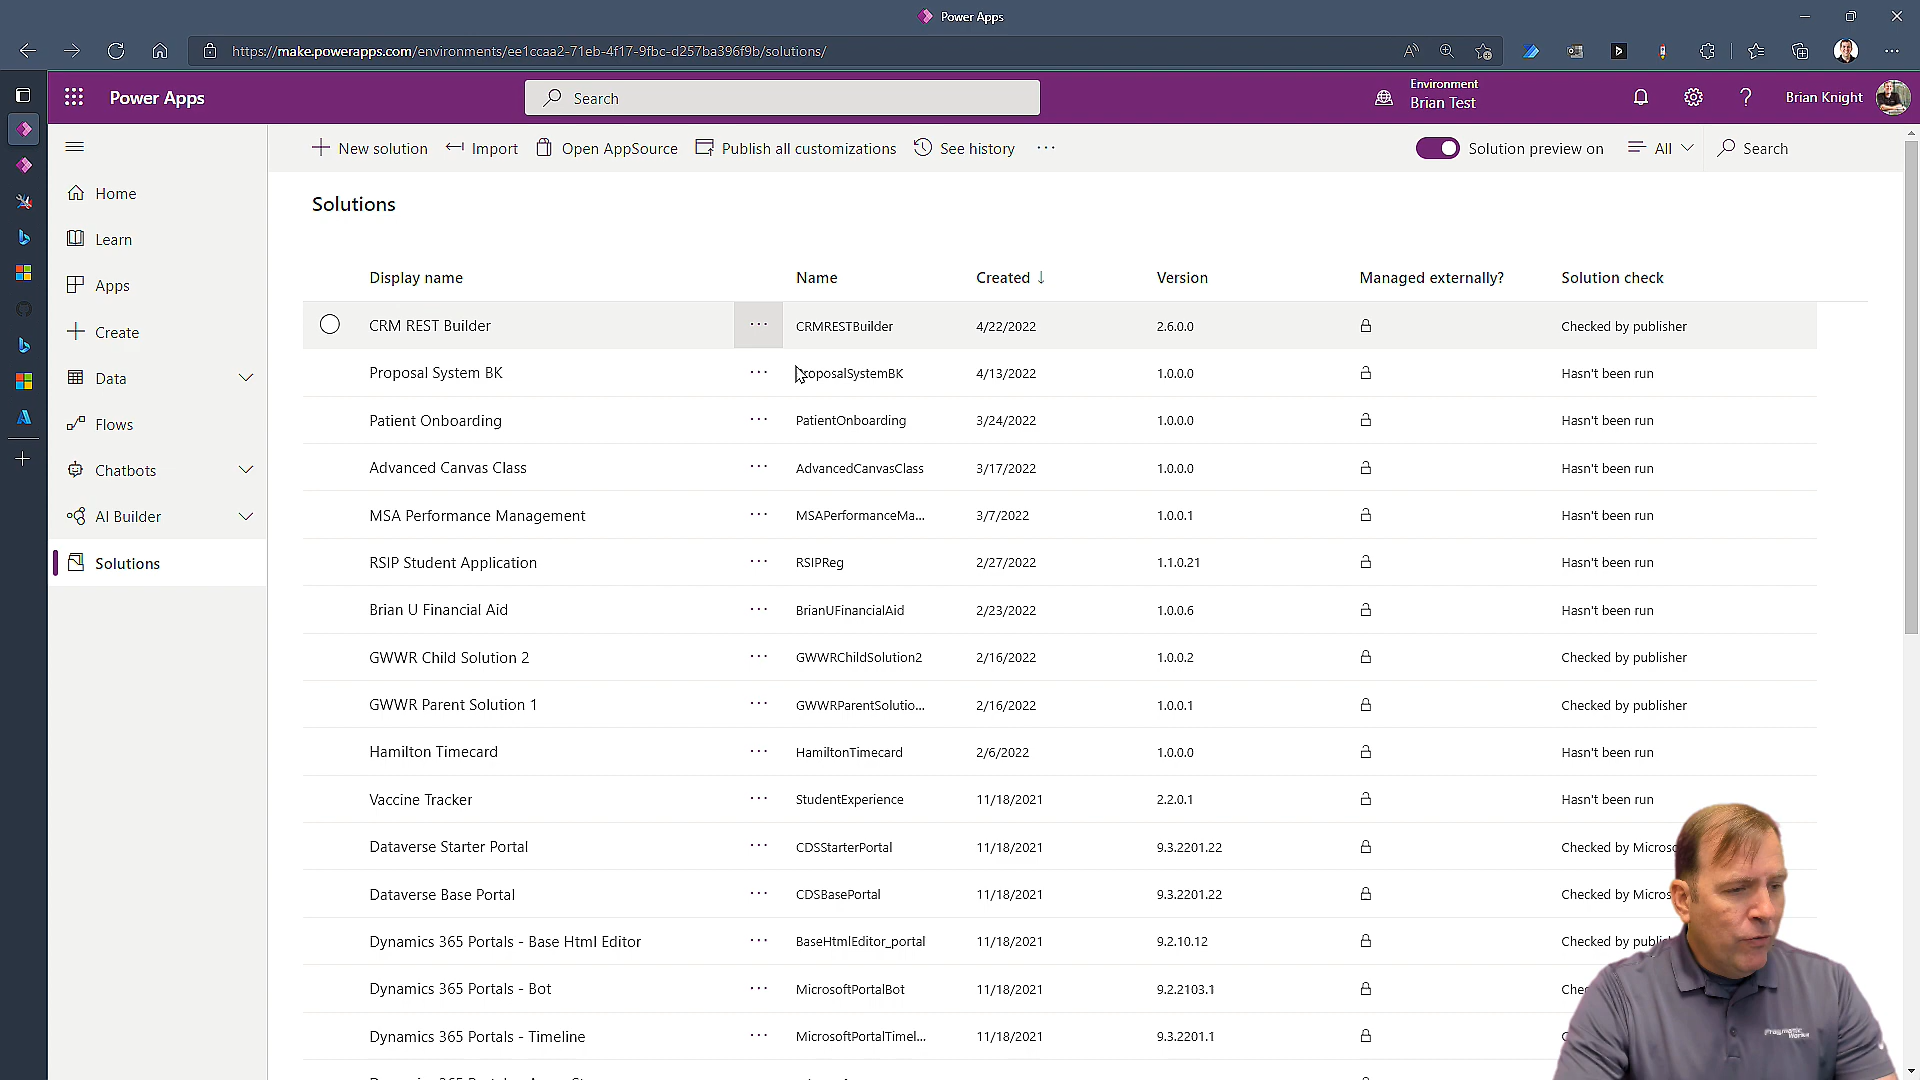 Power Apps
https://make.powerapps.com/environments/ee1ccaa2-71eb-4f17-9fbc-d257ba396f9b/solutions/
Power Apps
Search
Environment
Brian Test
Brian Knight
New solution
Import
Open AppSource
Publish all customizations
See history
Solution preview on
All
Search
Home
Learn
Apps
Create
Data
Flows
Chatbots
AI Builder
Solutions
Solutions
Display name Name Created ↓ Version Managed externally? Solution check
CRM REST Builder ... CRMRESTBuilder 4/22/2022 2.6.0.0 Checked by publisher
Proposal System BK ... ProposalSystemBK 4/13/2022 1.0.0.0 Hasn't been run
Patient Onboarding ... PatientOnboarding 3/24/2022 1.0.0.0 Hasn't been run
Advanced Canvas Class ... AdvancedCanvasClass 3/17/2022 1.0.0.0 Hasn't been run
MSA Performance Management ... MSAPerformanceMa... 3/7/2022 1.0.0.1 Hasn't been run
RSIP Student Application ... RSIPReg 2/27/2022 1.1.0.21 Hasn't been run
Brian U Financial Aid ... BrianUFinancialAid 2/23/2022 1.0.0.6 Hasn't been run
GWWR Child Solution 2 ... GWWRChildSolution2 2/16/2022 1.0.0.2 Checked by publisher
GWWR Parent Solution 1 ... GWWRParentSolutio... 2/16/2022 1.0.0.1 Checked by publisher
Hamilton Timecard ... HamiltonTimecard 2/6/2022 1.0.0.0 Hasn't been run
Vaccine Tracker ... StudentExperience 11/18/2021 2.2.0.1 Hasn't been run
Dataverse Starter Portal ... CDSStarterPortal 11/18/2021 9.3.2201.22 Checked by Micros
Dataverse Base Portal ... CDSBasePortal 11/18/2021 9.3.2201.22 Checked by Micros
Dynamics 365 Portals - Base Html Editor ... BaseHtmlEditor_portal 11/18/2021 9.2.10.12 Checked by publi
Dynamics 365 Portals - Bot ... MicrosoftPortalBot 11/18/2021 9.2.2103.1 Che
Dynamics 365 Portals - Timeline ... MicrosoftPortalTimel... 11/18/2021 9.3.2201.1
Pragmatic
Works